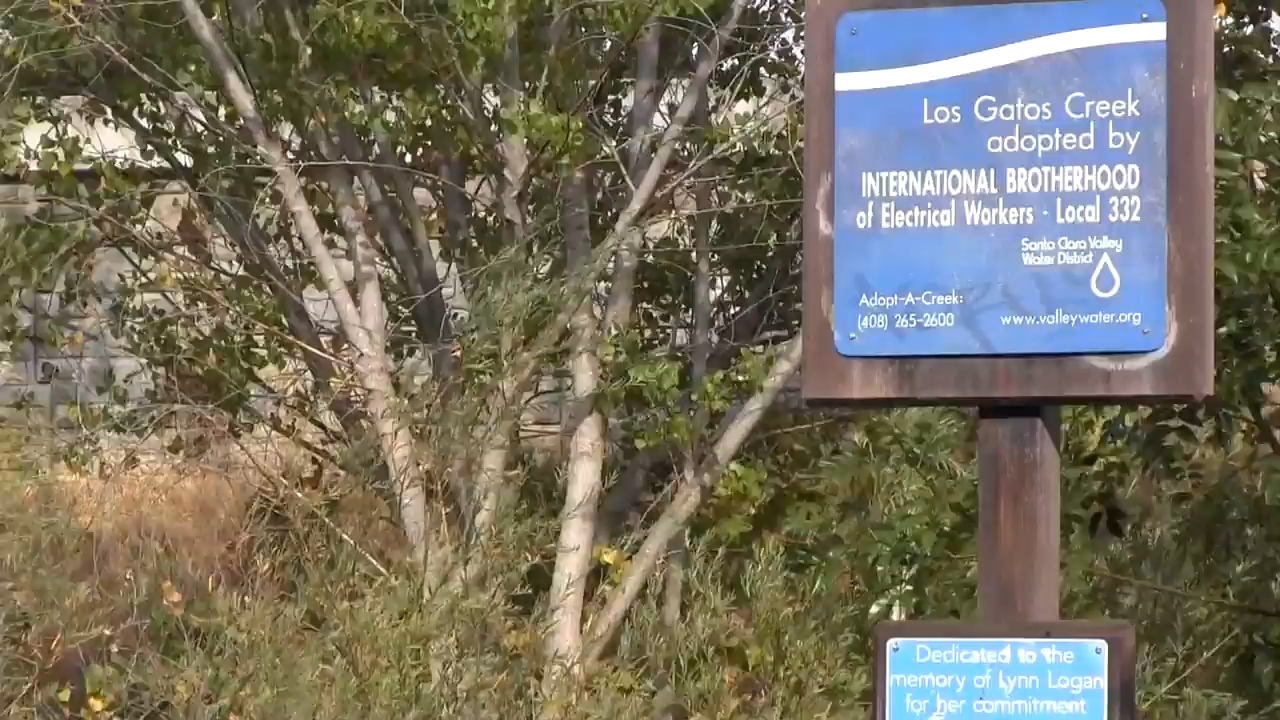 Los Gatos Creek
adopted by
INTERNATIONAL BROTHERHOOD
of Electrical Workers · Local 332
Santa Clara Valley
Water District
Adopt-A-Creek:
(408) 265-2600
www.valleywater.org
Dedicated to the
memory of Lynn Logan
for her commitment